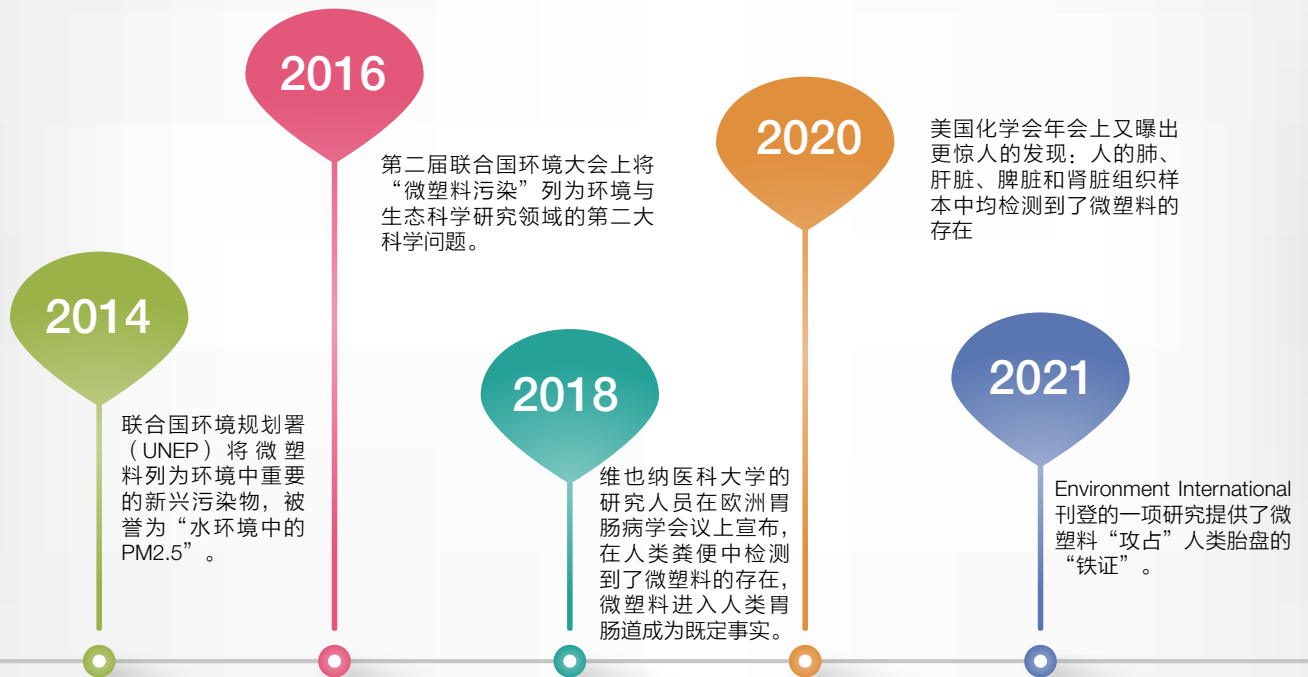 2014
联合国环境规划署
（UNEP）将微塑
料列为环境中重要
的新兴污染物，被
誉为“水环境中的
PM2.5”。
2016
第二届联合国环境大会上将
“微塑料污染”列为环境与
生态科学研究领域的第二大
科学问题。
2018
维也纳医科大学的
研究人员在欧洲胃
肠病学会议上宣布，
在人类粪便中检测
到了微塑料的存在，
微塑料进入人类胃
肠道成为既定事实。
2020
美国化学会年会上又曝出
更惊人的发现：人的肺、
肝脏、脾脏和肾脏组织样
本中均检测到了微塑料的
存在
2021
Environment International
刊登的一项研究提供了微
塑料“攻占”人类胎盘的
“铁证”。